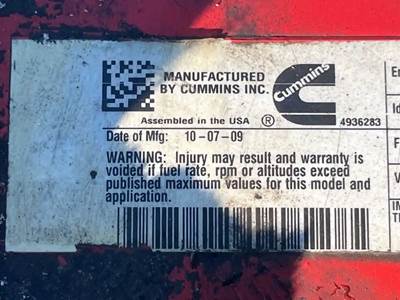 MANUFACTURED
BY CUMMINS INC.
Cummins
Assembled in the USA ® 4936283
Date of Mfg: 10-07-09
WARNING: Injury may result and warranty is
voided if fuel rate, rpm or altitudes exceed
published maximum values for this model and
application.